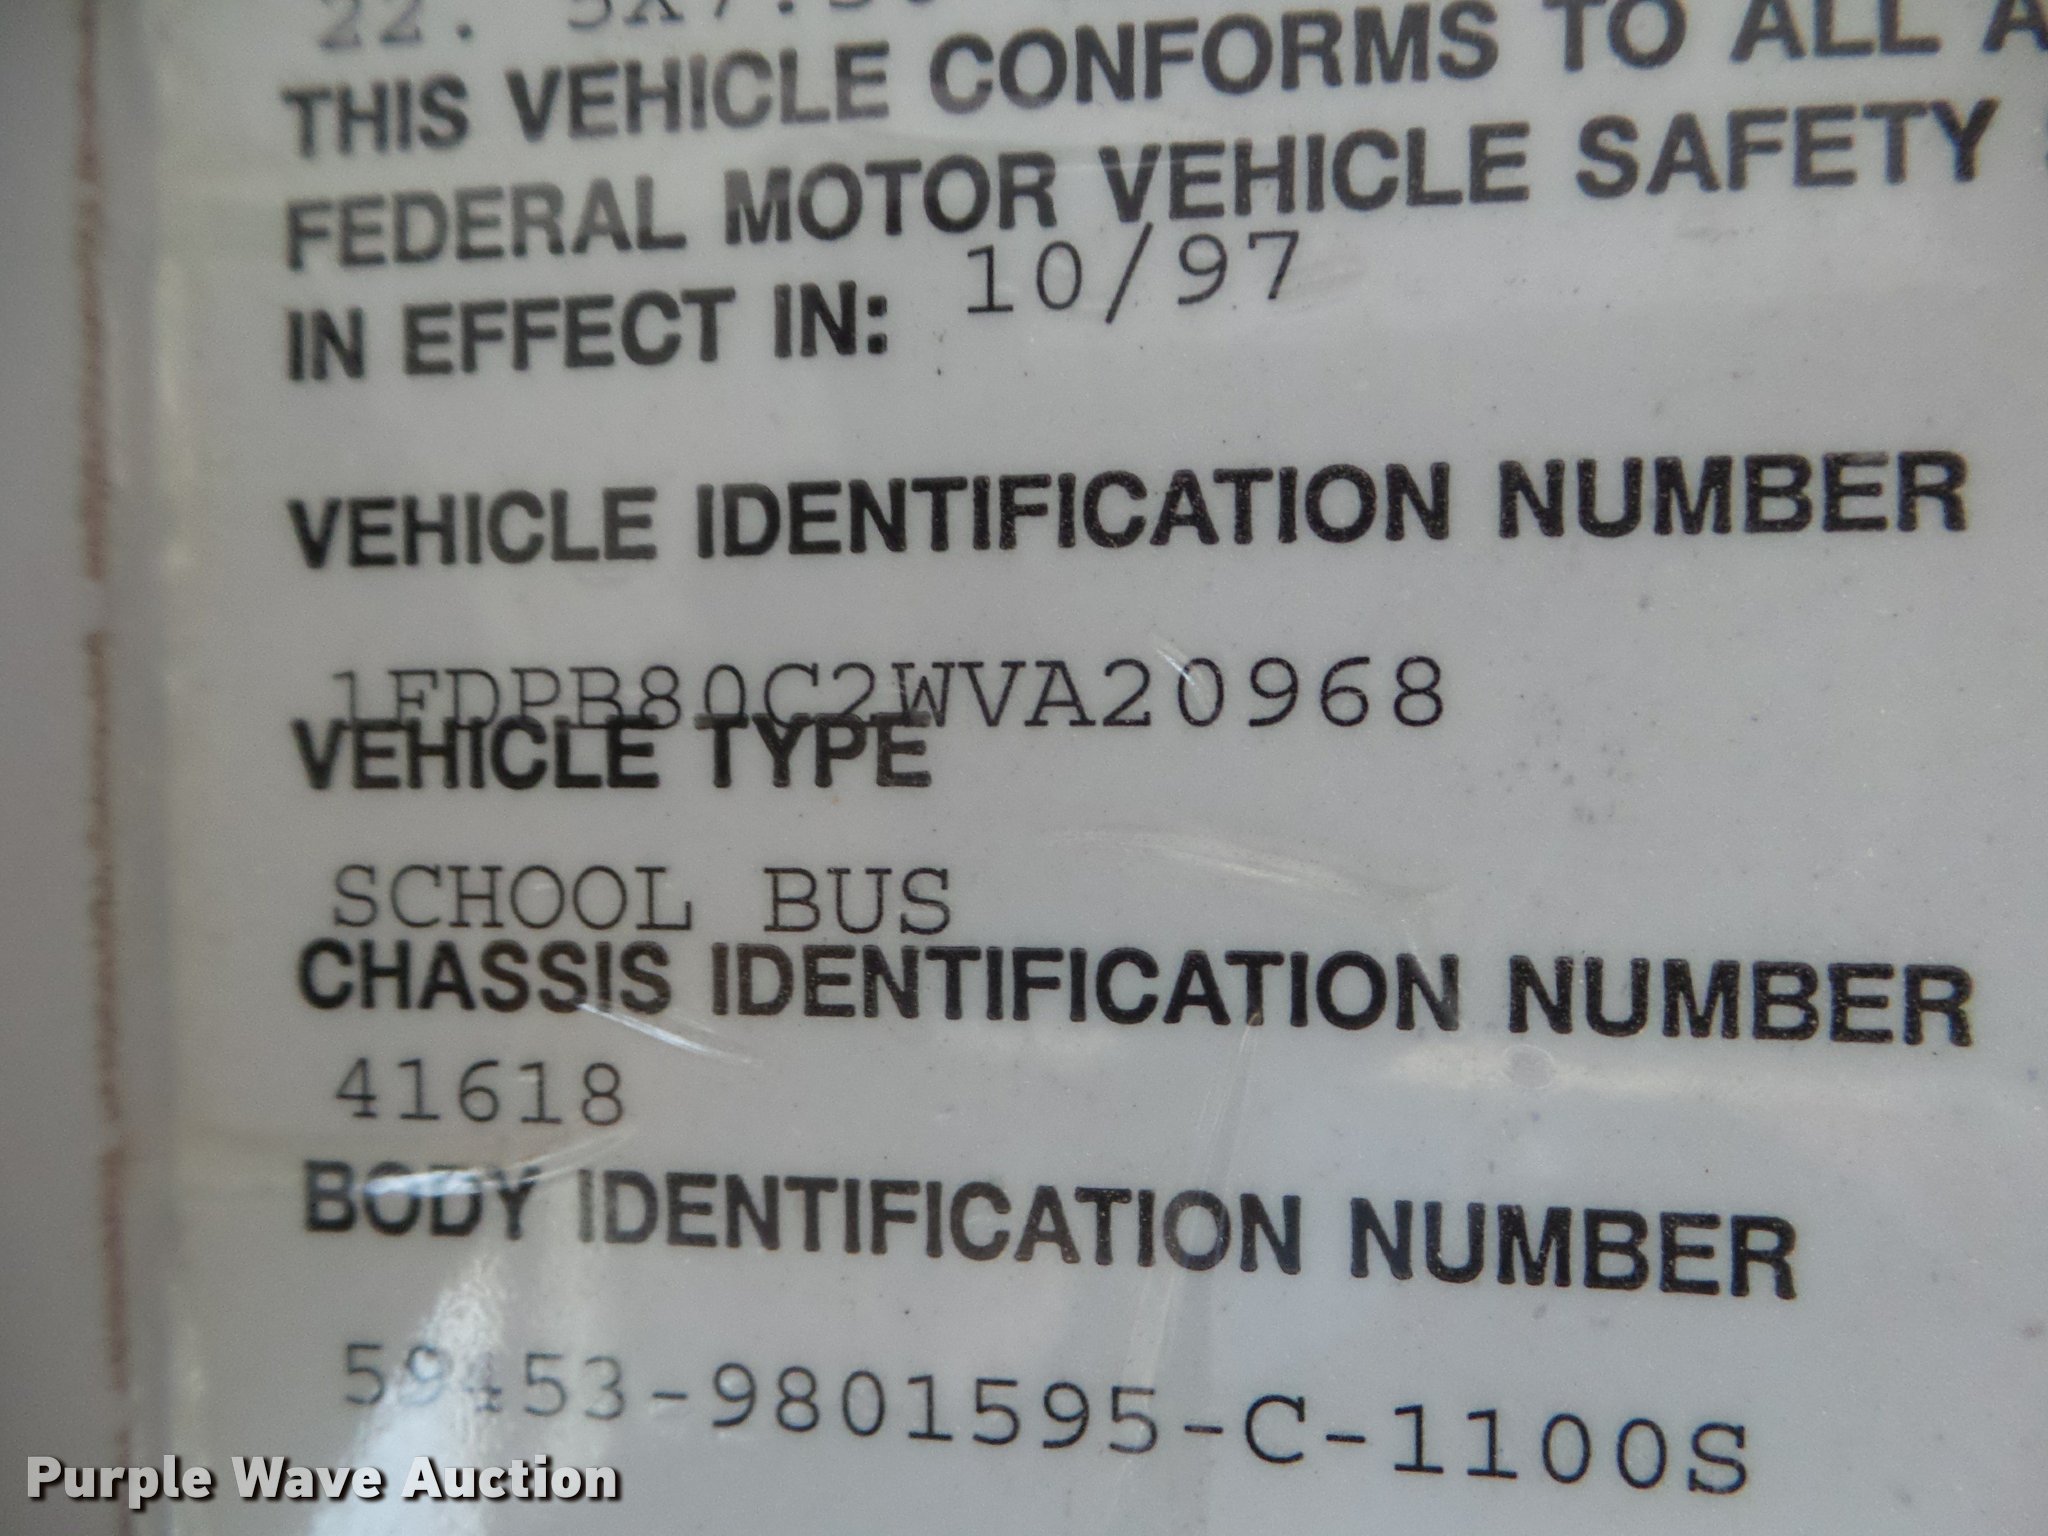 THIS VEHICLE CONFORMS TO ALL
FEDERAL MOTOR VEHICLE SAFETY
IN EFFECT IN: 10/97
VEHICLE IDENTIFICATION NUMBER
1FDPB80C2WVA20968
VEHICLE TYPE
SCHOOL BUS
CHASSIS IDENTIFICATION NUMBER
41618
BODY IDENTIFICATION NUMBER
59453-9801595-C-1100S
Purple Wave Auction